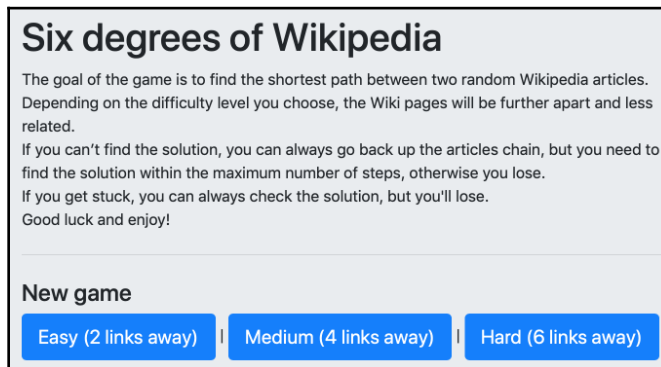 Six degrees of Wikipedia
The goal of the game is to find the shortest path between two random Wikipedia articles.
Depending on the difficulty level you choose, the Wiki pages will be further apart and less
related.
If you can’t find the solution, you can always go back up the articles chain, but you need to
find the solution within the maximum number of steps, otherwise you lose.
If you get stuck, you can always check the solution, but you'll lose.
Good luck and enjoy!
New game
Easy (2 links away) | Medium (4 links away) | Hard (6 links away)